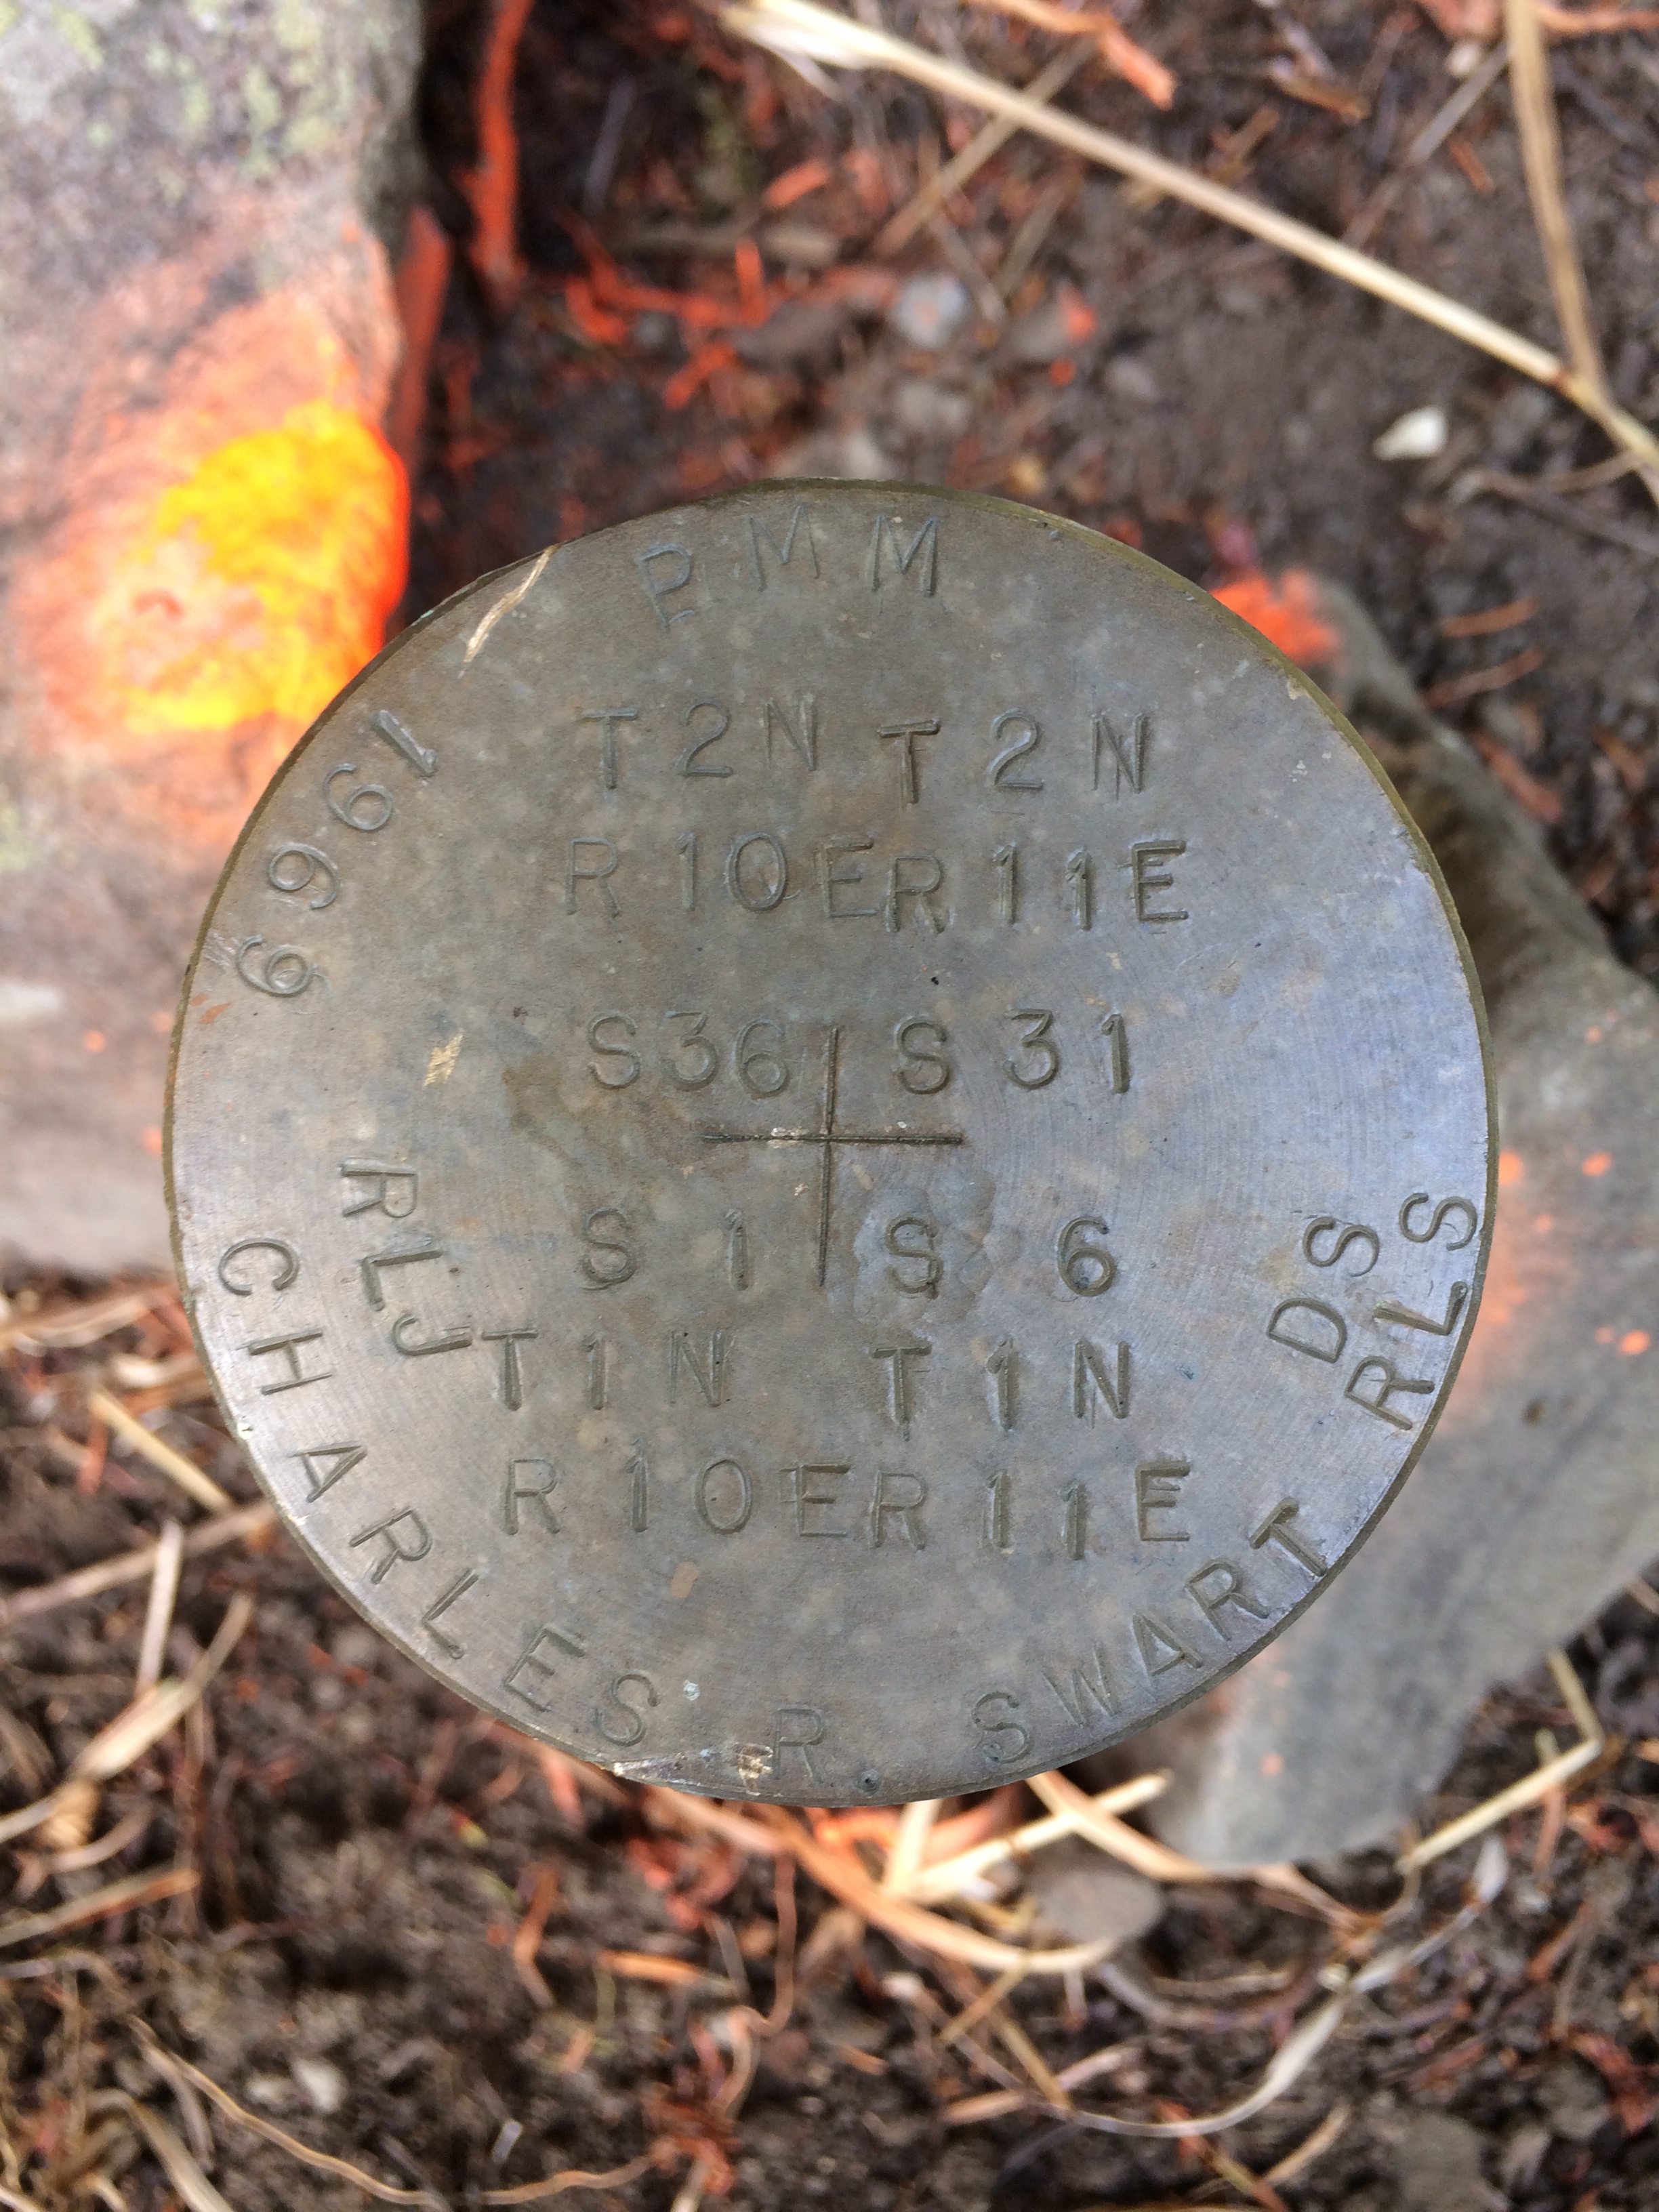 PMM
1969
T2N T2N
R10E R11E
S36 S31
S1 S6
T1N T1N
R10E R11E
RLJ
DS
CHARLES R. SWART RLS